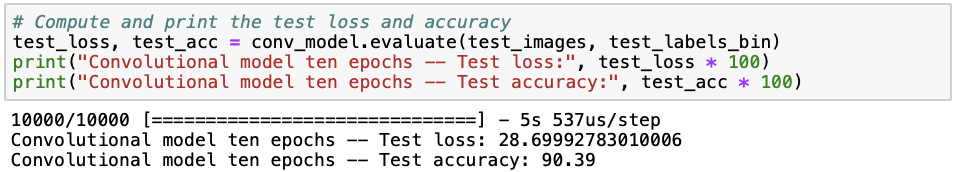 # Compute and print the test loss and accuracy
test_loss, test_acc = conv_model.evaluate(test_images, test_labels_bin)
print("Convolutional model ten epochs -- Test loss:", test_loss * 100)
print("Convolutional model ten epochs -- Test accuracy:", test_acc * 100)
10000/10000 [==============================] - 5s 537us/step
Convolutional model ten epochs -- Test loss: 28.69992783010006
Convolutional model ten epochs -- Test accuracy: 90.39